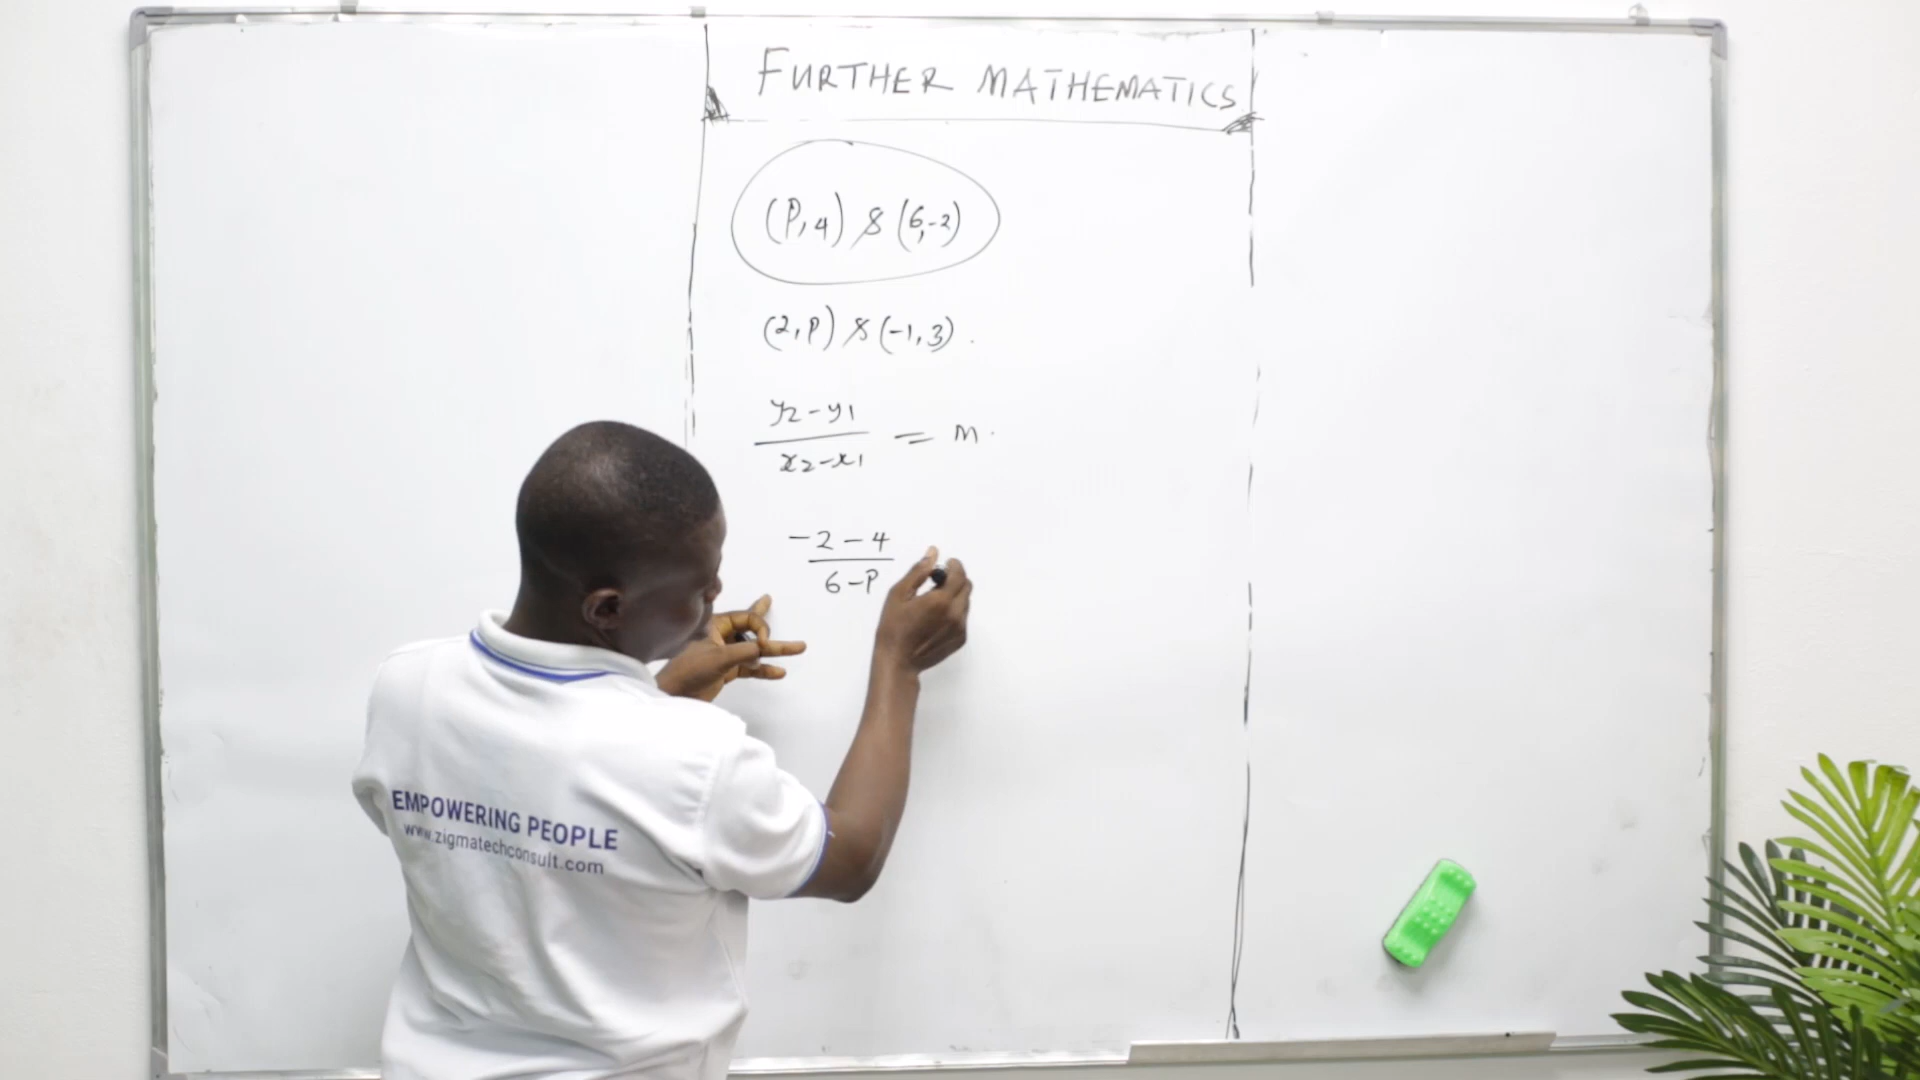 FURTHER MATHEMATICS
(P, 4) & (6, -2)
(2, P) & (-1, 3).
y2 - y1
x2 - x1
= m.
-2 - 4
6 - P
EMPOWERING PEOPLE
www.zigmatechconsult.com